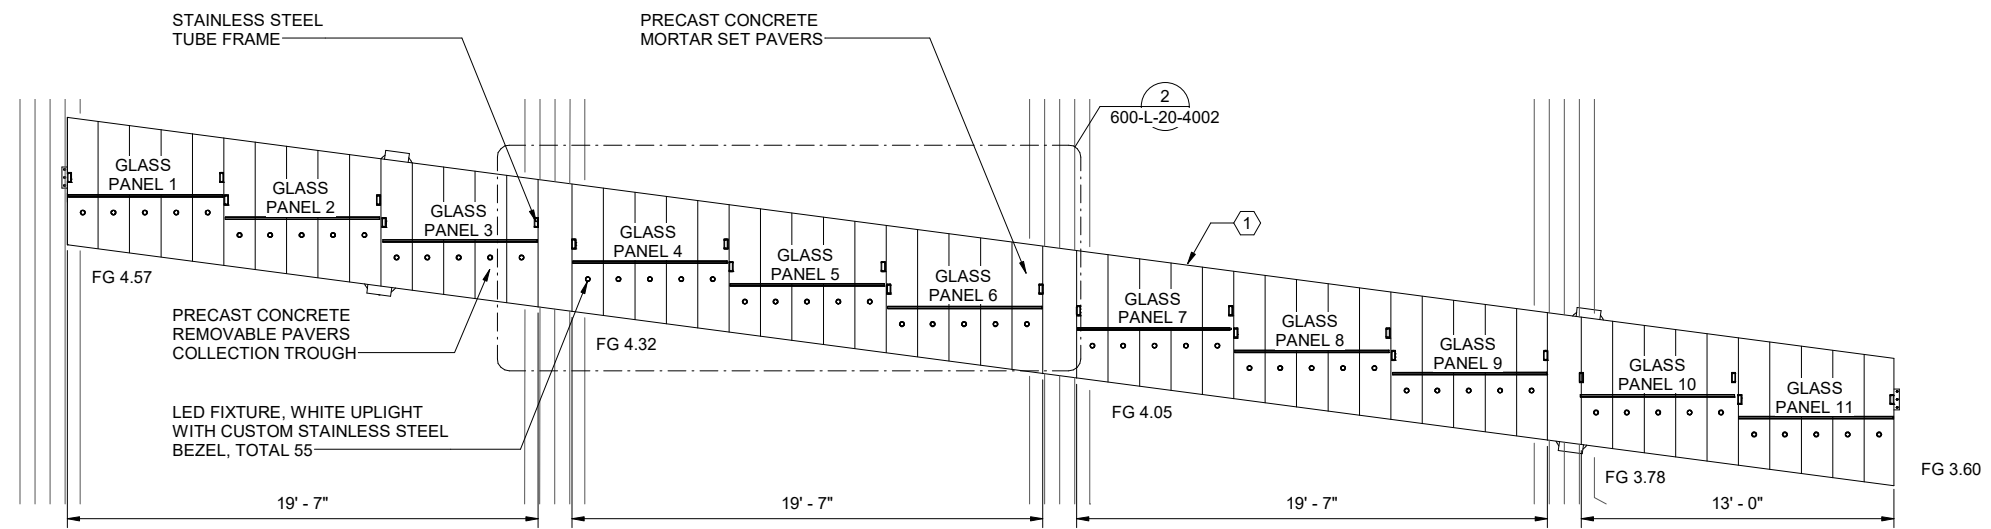 STAINLESS STEEL
TUBE FRAME
PRECAST CONCRETE
MORTAR SET PAVERS
2
600-L-20-4002
GLASS
PANEL 1
GLASS
PANEL 2
GLASS
PANEL 3
GLASS
PANEL 4
GLASS
PANEL 5
GLASS
PANEL 6
1
GLASS
PANEL 7
GLASS
PANEL 8
GLASS
PANEL 9
GLASS
PANEL 10
GLASS
PANEL 11
FG 4.57
FG 4.32
FG 4.05
FG 3.78
FG 3.60
PRECAST CONCRETE
REMOVABLE PAVERS
COLLECTION TROUGH
LED FIXTURE, WHITE UPLIGHT
WITH CUSTOM STAINLESS STEEL
BEZEL, TOTAL 55
19' - 7"
19' - 7"
19' - 7"
13' - 0"